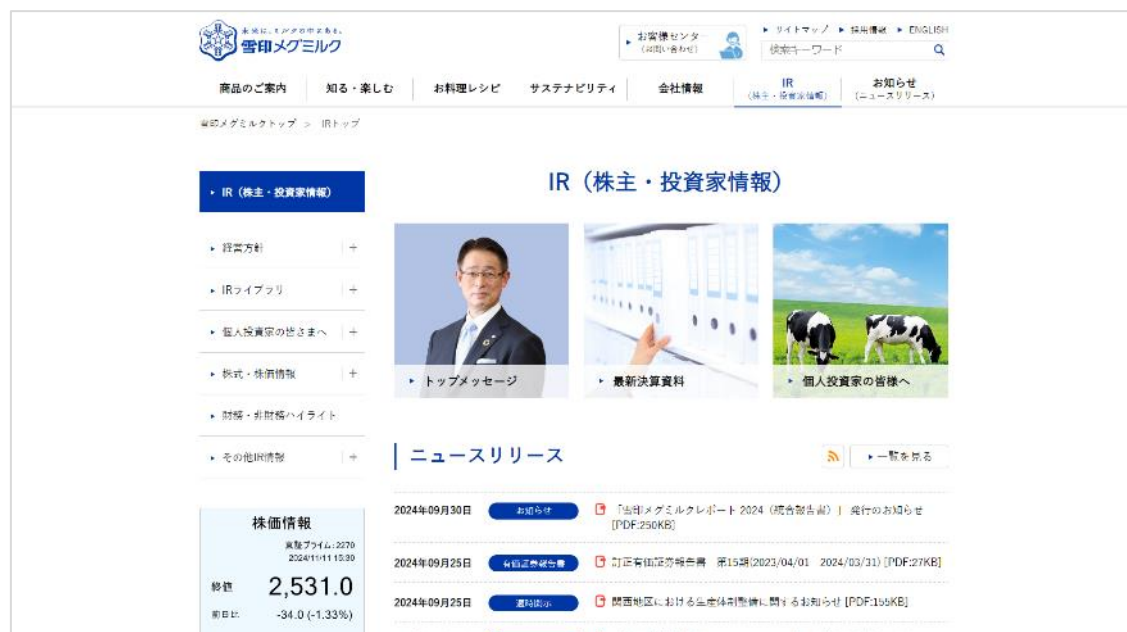 未来は、ミルクの中にある。
雪印メグミルク
お客様センター
(お問い合わせ)
サイトマップ 採用情報 ENGLISH
検索キーワード
商品のご案内 知る・楽しむ お料理レシピ サステナビリティ 会社情報 IR お知らせ
(株主・投資家情報) (ニュースリリース)
雪印メグミルクトップ > IRトップ
IR(株主・投資家情報)
経営方針
IRライブラリ
個人投資家の皆さまへ
株式・株価情報
財務・非財務ハイライト
その他IR情報
株価情報
東証プライム:2270
2024/11/11 15:30
終値 2,531.0
前日比 -34.0 (-1.33%)
IR(株主・投資家情報)
トップメッセージ
最新決算資料
個人投資家の皆様へ
ニュースリリース
一覧を見る
2024年09月30日 お知らせ 「雪印メグミルクレポート 2024(統合報告書)」 発行のお知らせ
[PDF:250KB]
2024年09月25日 有価証券報告書 訂正有価証券報告書 第15期(2023/04/01 2024/03/31) [PDF:27KB]
2024年09月25日 適時開示 関西地区における生産体制整備に関するお知らせ [PDF:155KB]